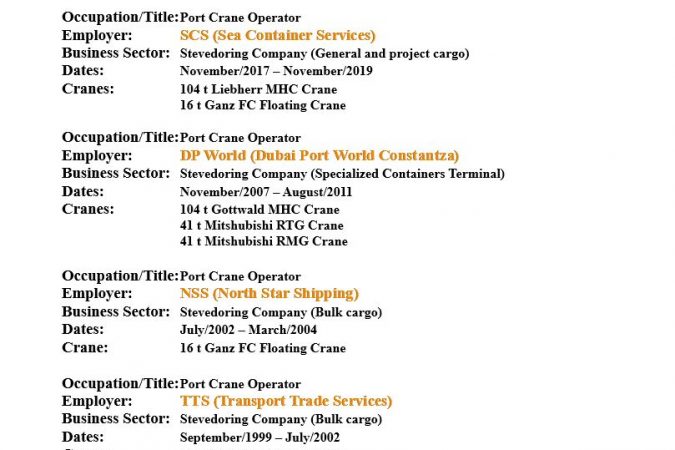 Occupation/Title: Port Crane Operator
Employer: SCS (Sea Container Services)
Business Sector: Stevedoring Company (General and project cargo)
Dates: November/2017 – November/2019
Cranes: 104 t Liebherr MHC Crane
16 t Ganz FC Floating Crane
Occupation/Title: Port Crane Operator
Employer: DP World (Dubai Port World Constantza)
Business Sector: Stevedoring Company (Specialized Containers Terminal)
Dates: November/2007 – August/2011
Cranes: 104 t Gottwald MHC Crane
41 t Mitshubishi RTG Crane
41 t Mitshubishi RMG Crane
Occupation/Title: Port Crane Operator
Employer: NSS (North Star Shipping)
Business Sector: Stevedoring Company (Bulk cargo)
Dates: July/2002 – March/2004
Crane: 16 t Ganz FC Floating Crane
Occupation/Title: Port Crane Operator
Employer: TTS (Transport Trade Services)
Business Sector: Stevedoring Company (Bulk cargo)
Dates: September/1999 – July/2002